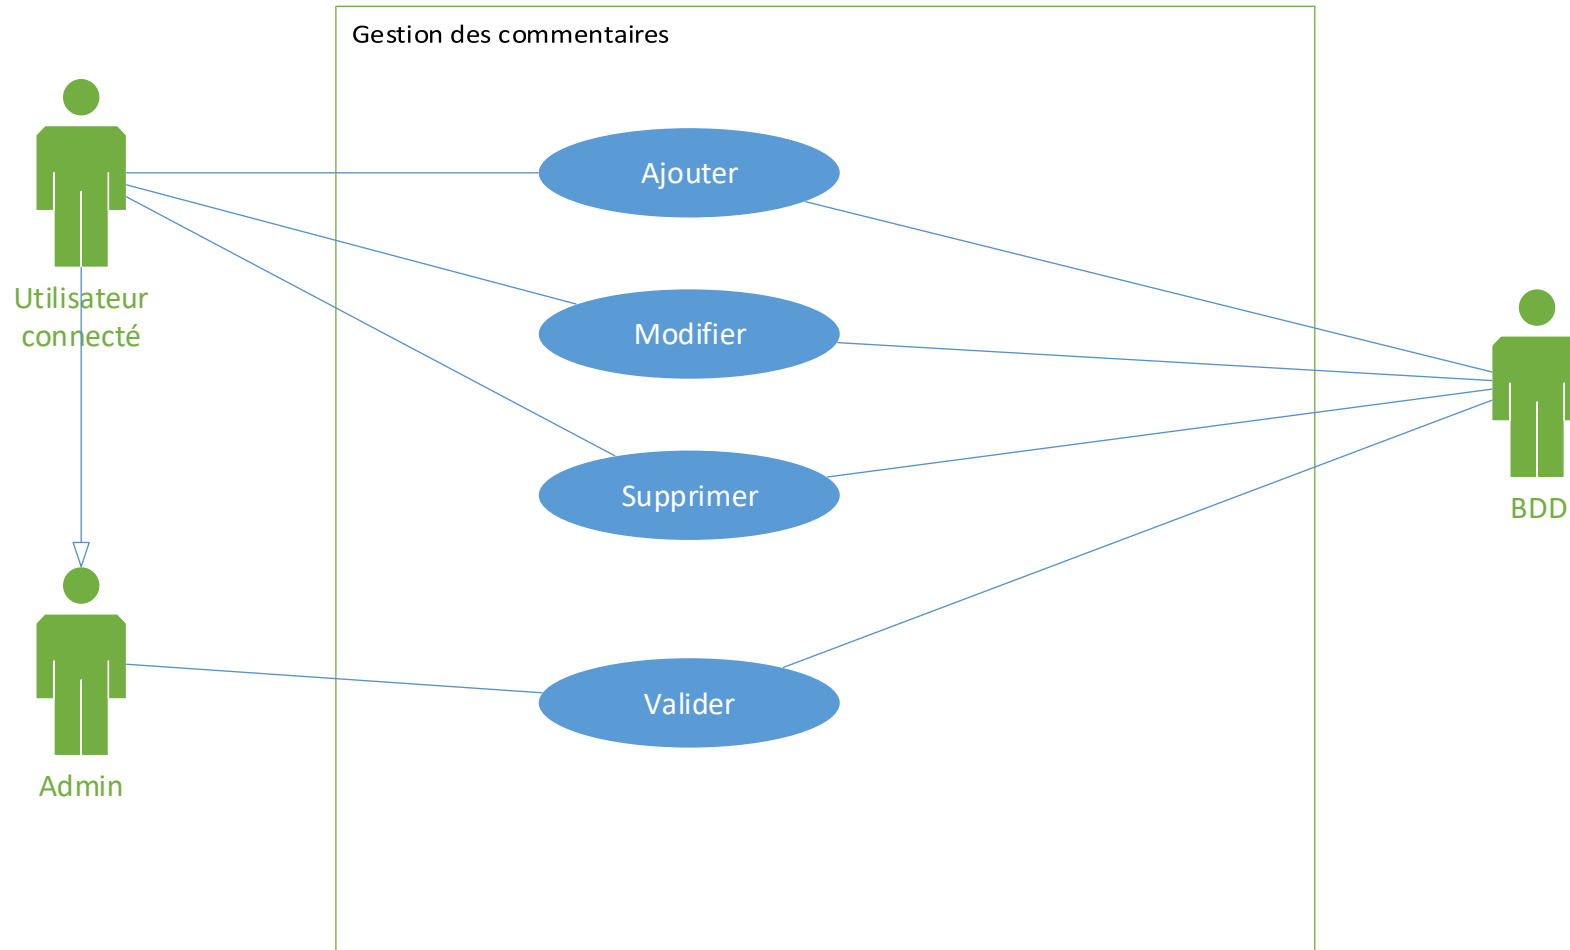 Gestion des commentaires
Ajouter
Utilisateur
connecté
Modifier
Supprimer
BDD
Valider
Admin